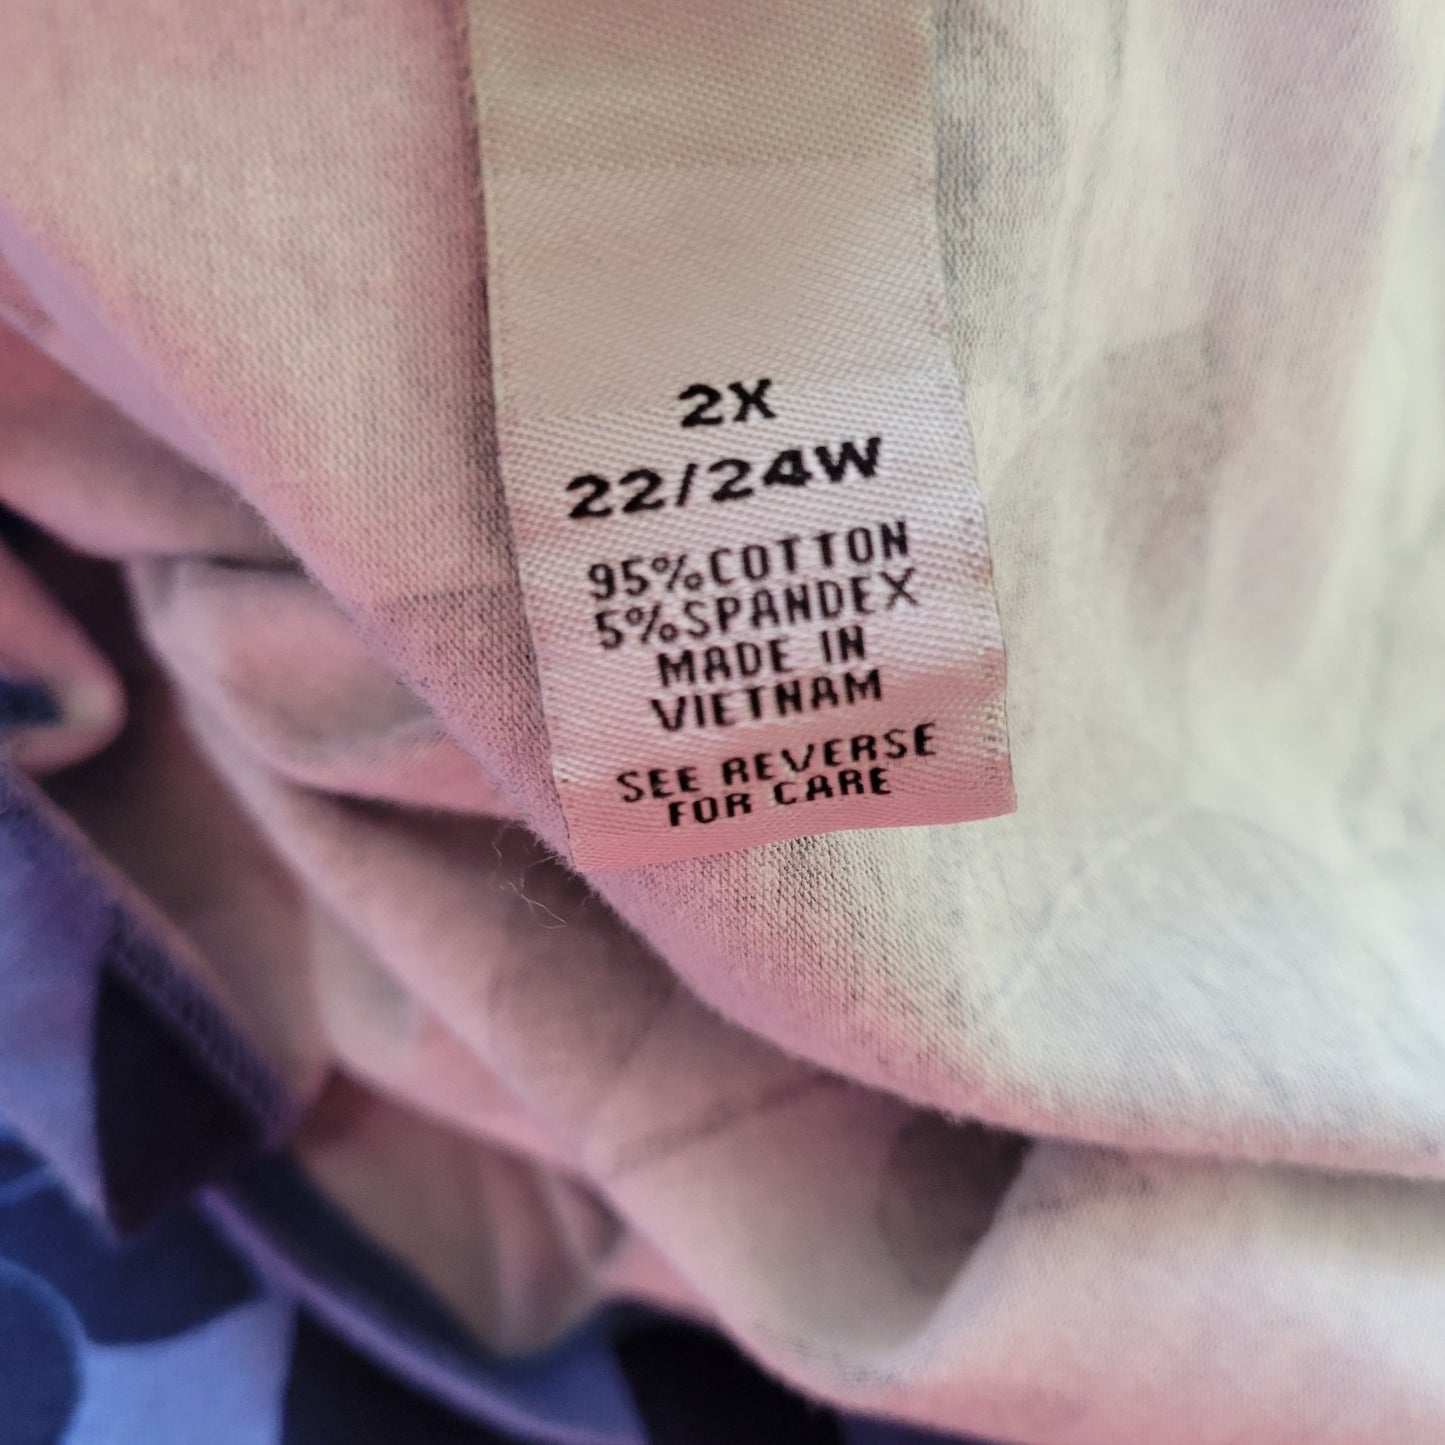 2X
22/24W
95%COTTON
5%SPANDEX
MADE IN
VIETNAM
SEE REVERSE
FOR CARE